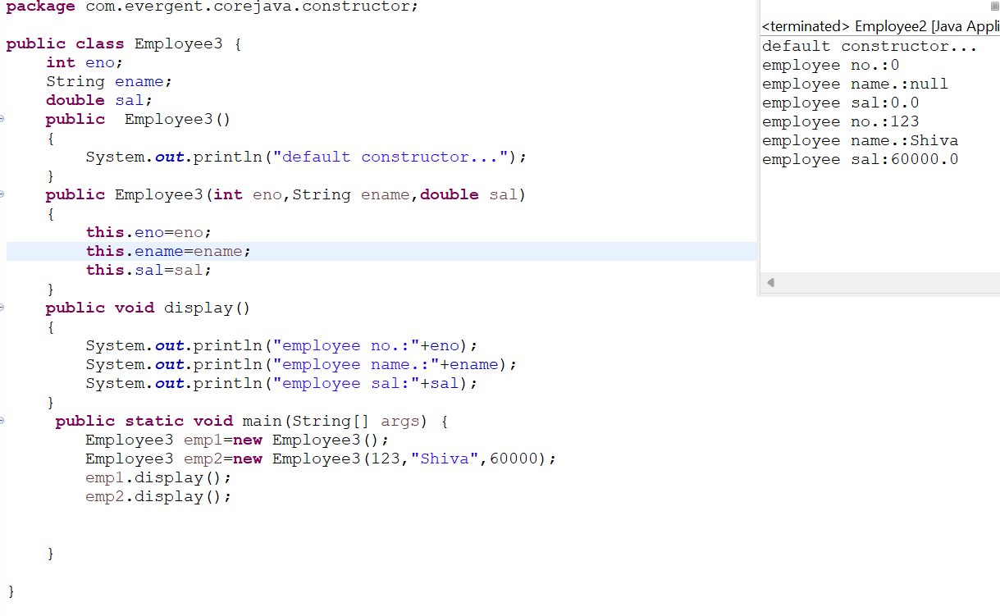 package com.evergent.corejava.constructor;
public class Employee3 {
int eno;
String ename;
double sal;
public  Employee3()
{
System.out.println("default constructor...");
}
public Employee3(int eno,String ename,double sal)
{
this.eno=eno;
this.ename=ename;
this.sal=sal;
}
public void display()
{
System.out.println("employee no.:"+eno);
System.out.println("employee name.:"+ename);
System.out.println("employee sal:"+sal);
}
public static void main(String[] args) {
Employee3 emp1=new Employee3();
Employee3 emp2=new Employee3(123,"Shiva",60000);
emp1.display();
emp2.display();
}
}
<terminated> Employee2 [Java Appli
default constructor...
employee no.:0
employee name.:null
employee sal:0.0
employee no.:123
employee name.:Shiva
employee sal:60000.0